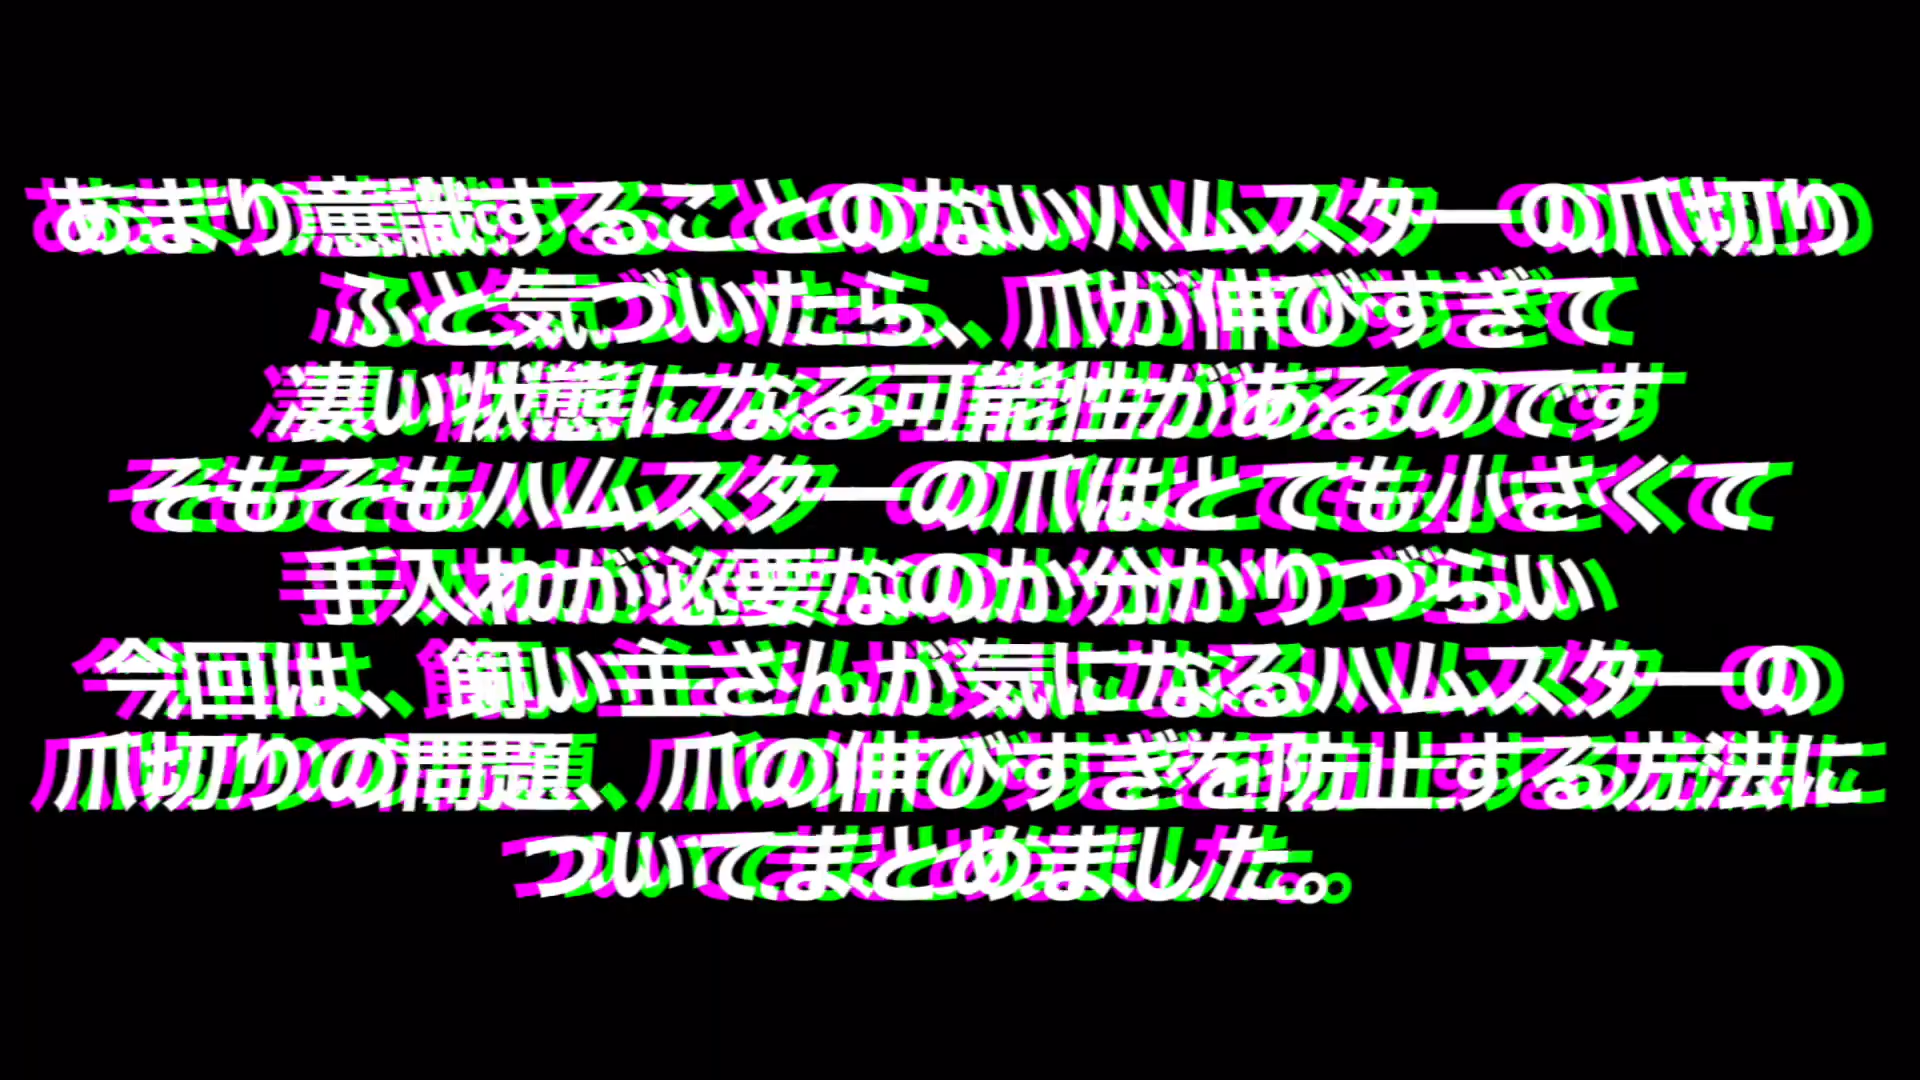 あまり意識することのないハムスターの爪切り
ふと気づいたら、爪が伸びすぎて
凄い状態になる可能性があるのです
そもそもハムスターの爪はとても小さくて
手入れが必要なのか分かりづらい
今回は、飼い主さんが気になるハムスターの
爪切りの問題、爪の伸びすぎを防止する方法に
ついてまとめました。